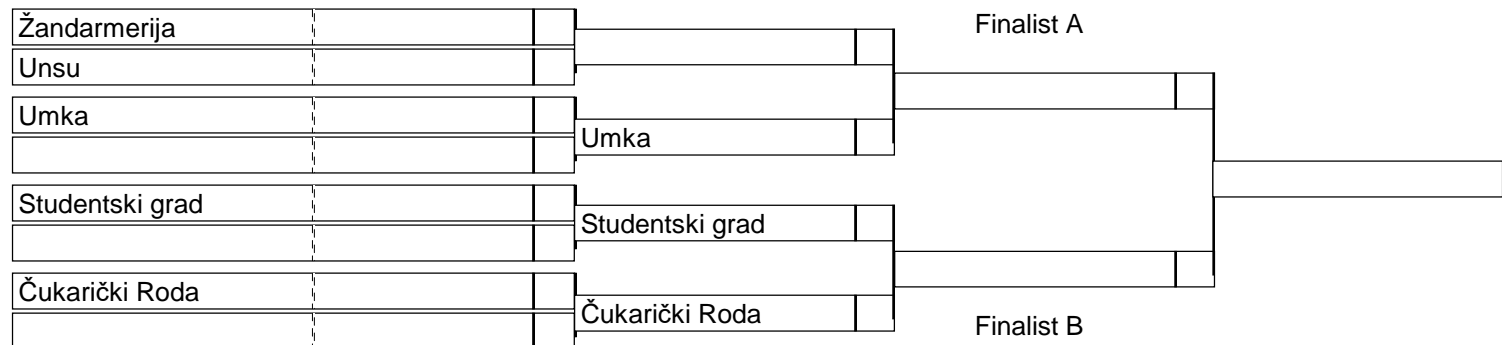 Žandarmerija
Unsu
Umka
Studentski grad
Čukarički Roda
Umka
Studentski grad
Čukarički Roda
Finalist A
Finalist B